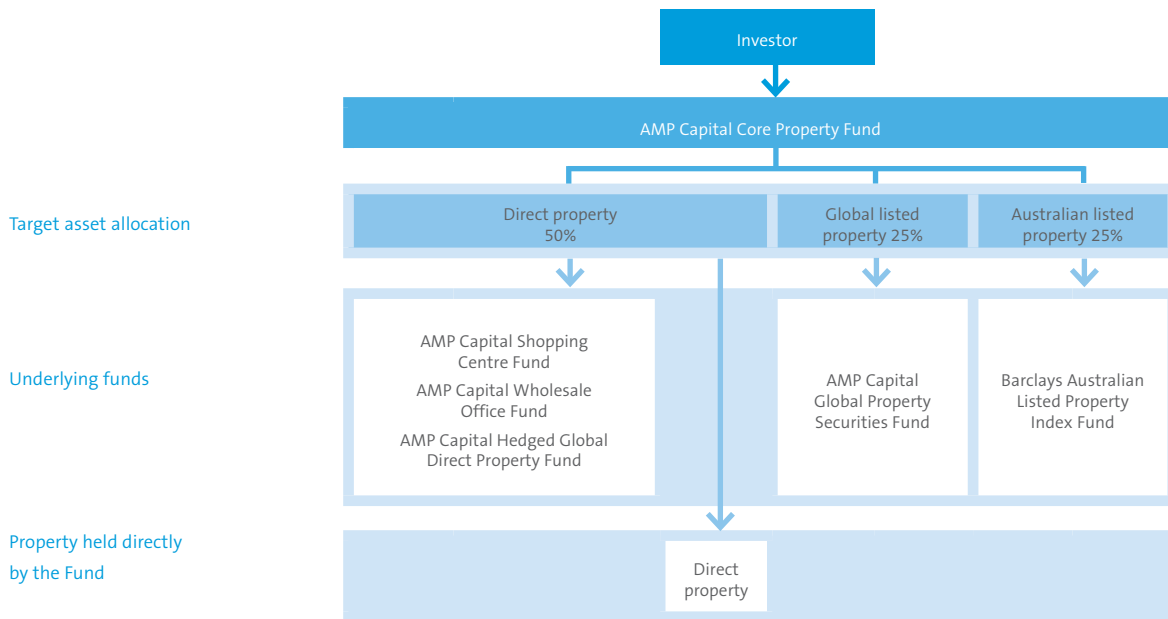 Investor
AMP Capital Core Property Fund
Target asset allocation
Direct property
50%
Global listed
property 25%
Australian listed
property 25%
Underlying funds
AMP Capital Shopping
Centre Fund
AMP Capital Wholesale
Office Fund
AMP Capital Hedged Global
Direct Property Fund
AMP Capital
Global Property
Securities Fund
Barclays Australian
Listed Property
Index Fund
Property held directly
by the Fund
Direct
property